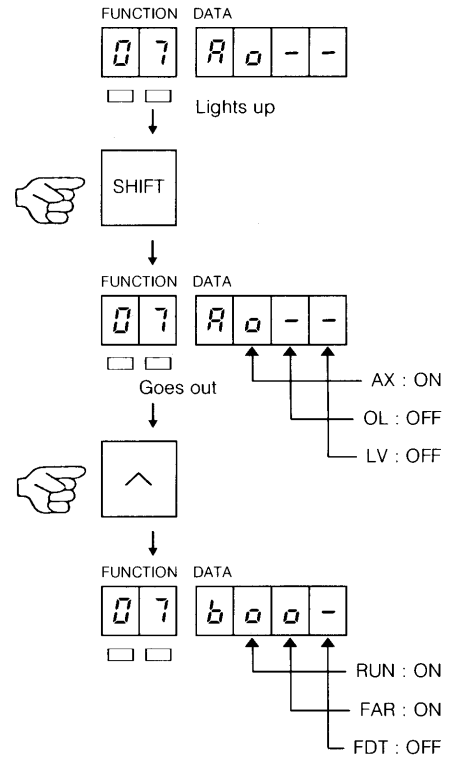 FUNCTION DATA
07 Ao--
Lights up
SHIFT
FUNCTION DATA
07 Ao--
Goes out
AX : ON
OL : OFF
LV : OFF
FUNCTION DATA
07 boo-
RUN : ON
FAR : ON
FDT : OFF